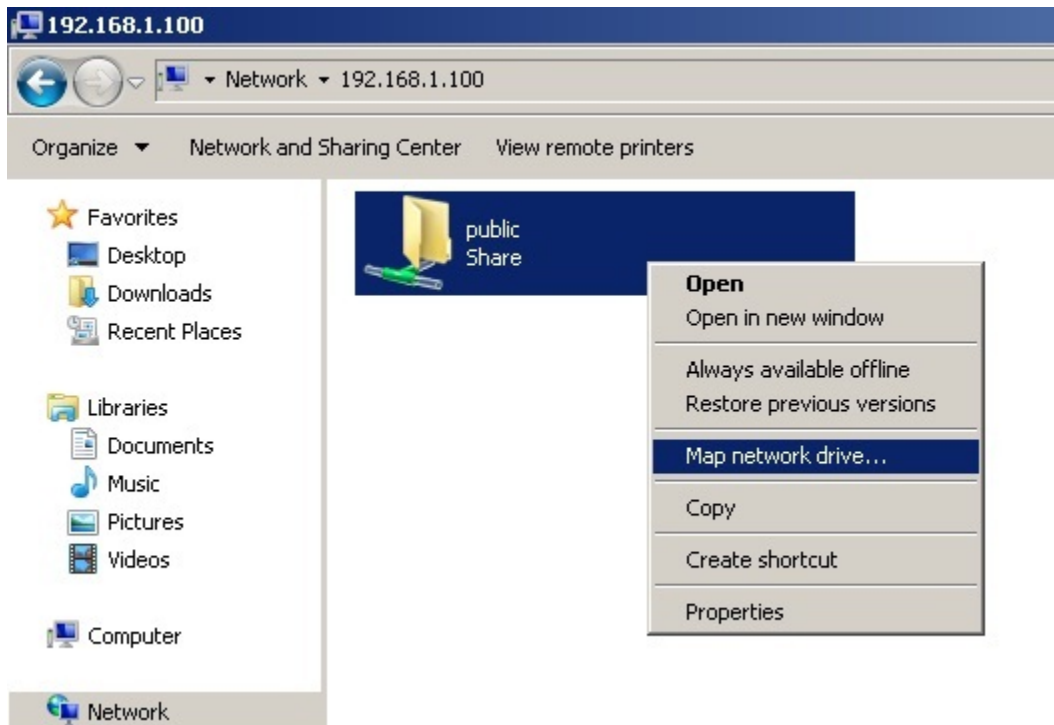 192.168.1.100
Network 192.168.1.100
Organize Network and Sharing Center View remote printers
Favorites
Desktop
Downloads
Recent Places
Libraries
Documents
Music
Pictures
Videos
Computer
Network
public
Share
Open
Open in new window
Always available offline
Restore previous versions
Map network drive...
Copy
Create shortcut
Properties